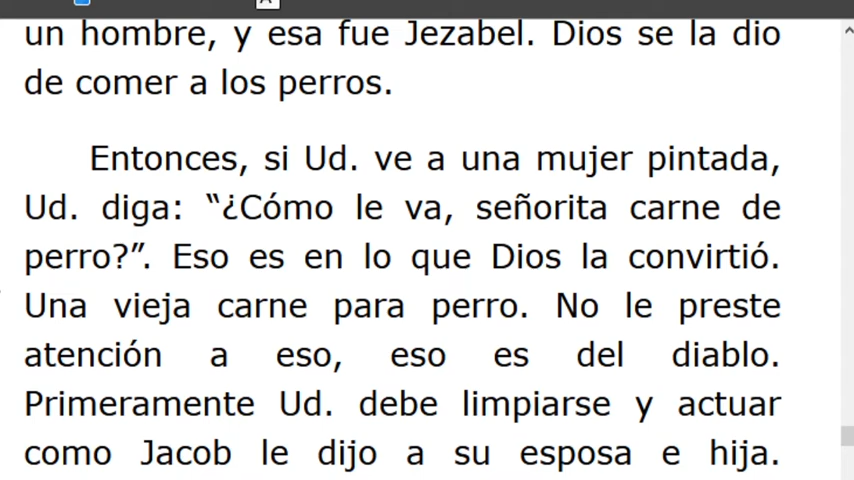 un hombre, y esa fue Jezabel. Dios se la dio
de comer a los perros.
Entonces, si Ud. ve a una mujer pintada,
Ud. diga: “¿Cómo le va, señorita carne de
perro?”. Eso es en lo que Dios la convirtió.
Una vieja carne para perro. No le preste
atención a eso, eso es del diablo.
Primeramente Ud. debe limpiarse y actuar
como Jacob le dijo a su esposa e hija.